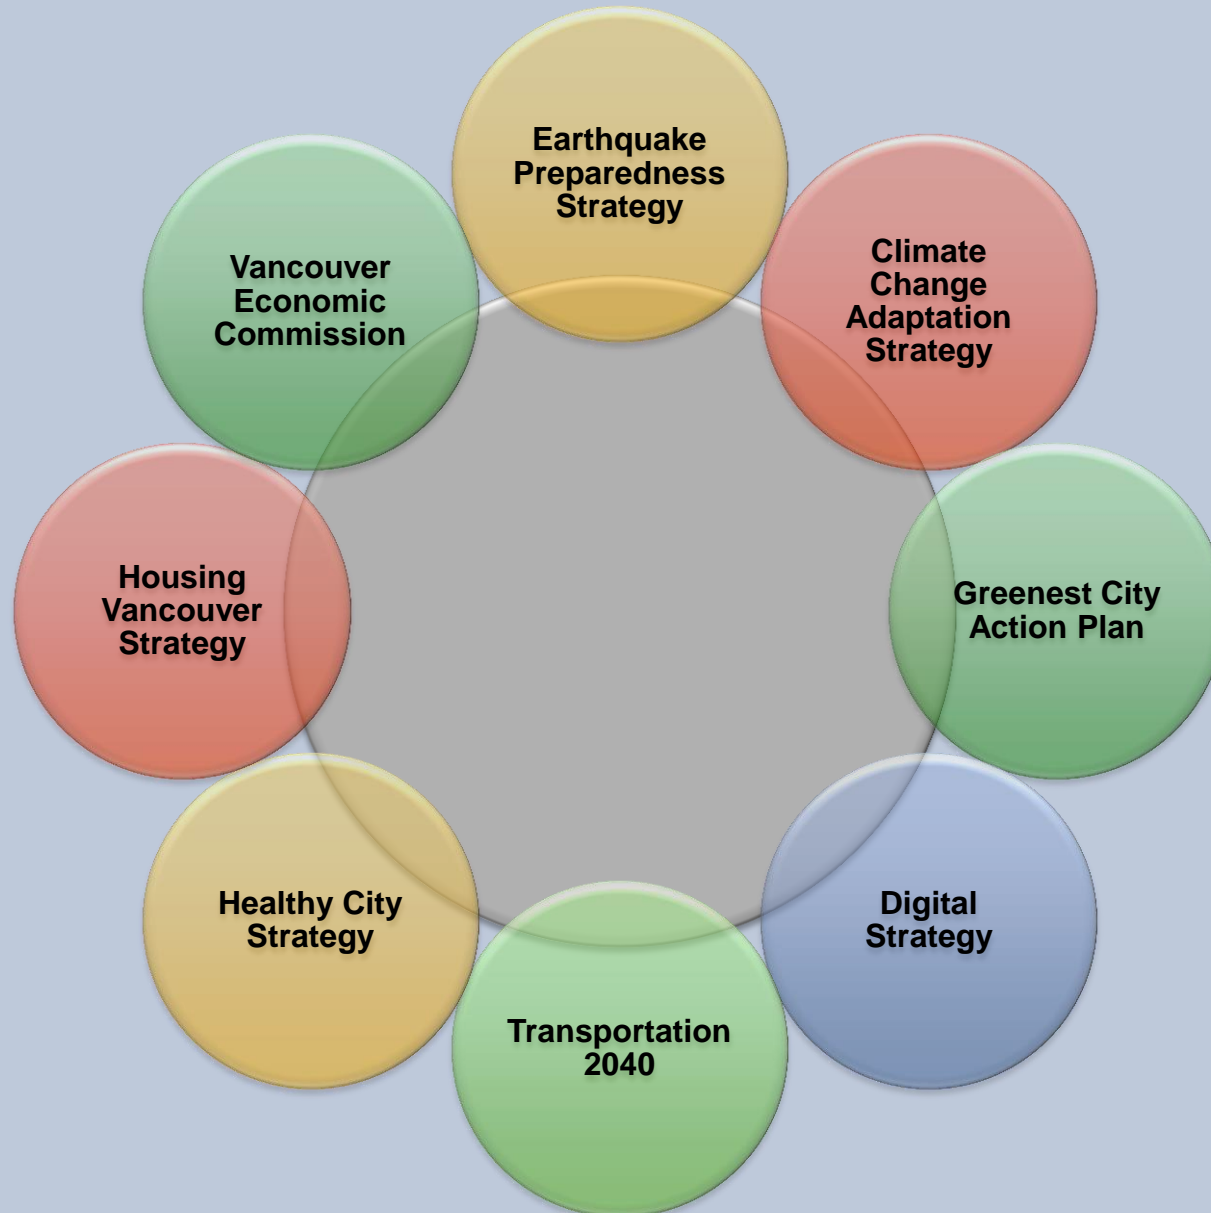 Earthquake
Preparedness
Strategy
Climate
Change
Adaptation
Strategy
Greenest City
Action Plan
Digital
Strategy
Transportation
2040
Healthy City
Strategy
Housing
Vancouver
Strategy
Vancouver
Economic
Commission